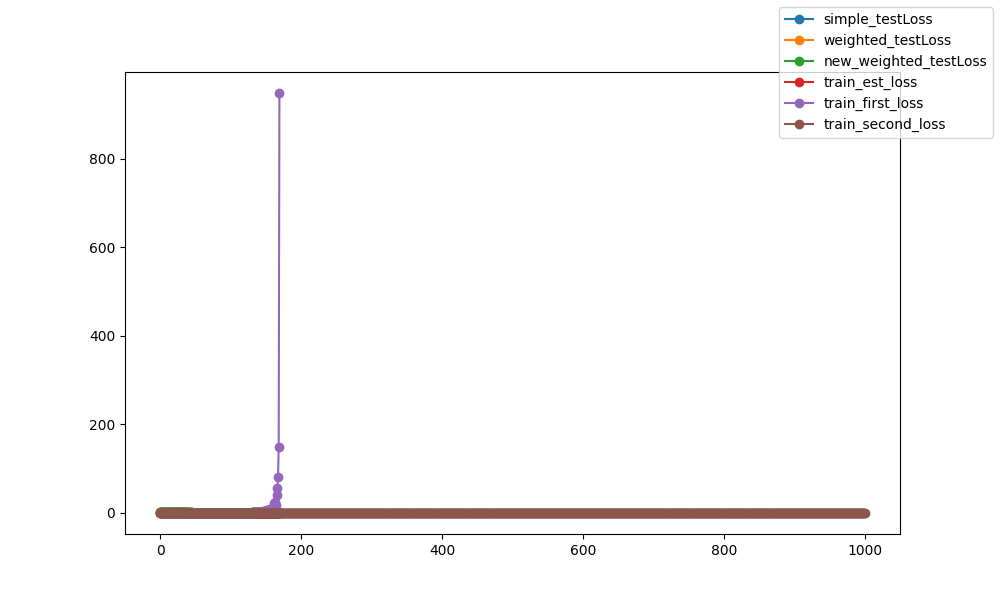 simple_testLoss
weighted_testLoss
new_weighted_testLoss
train_est_loss
train_first_loss
train_second_loss
800
600
400
200
0
0 200 400 600 800 1000